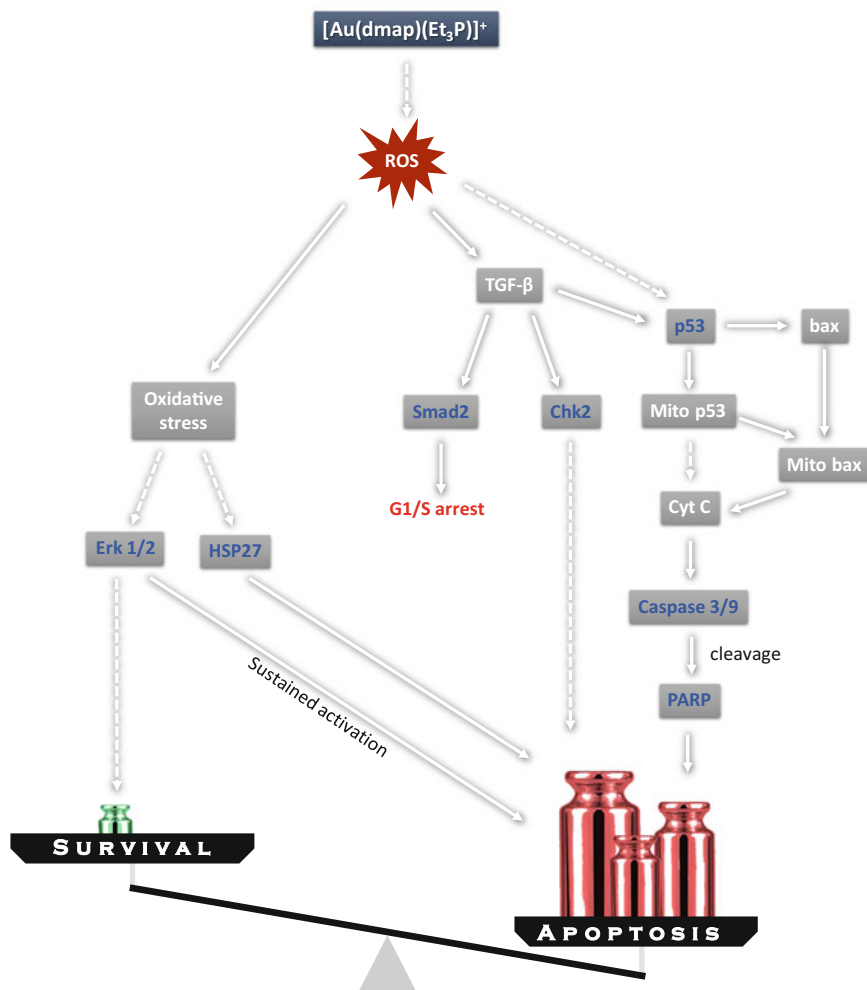 [Au(dmap)(Et₃P)]⁺
ROS
TGF-β
p53
bax
Oxidative
stress
Smad2
Chk2
Mito p53
Mito bax
G1/S arrest
Cyt C
Erk 1/2
HSP27
Caspase 3/9
cleavage
Sustained activation
PARP
SURVIVAL
APOPTOSIS